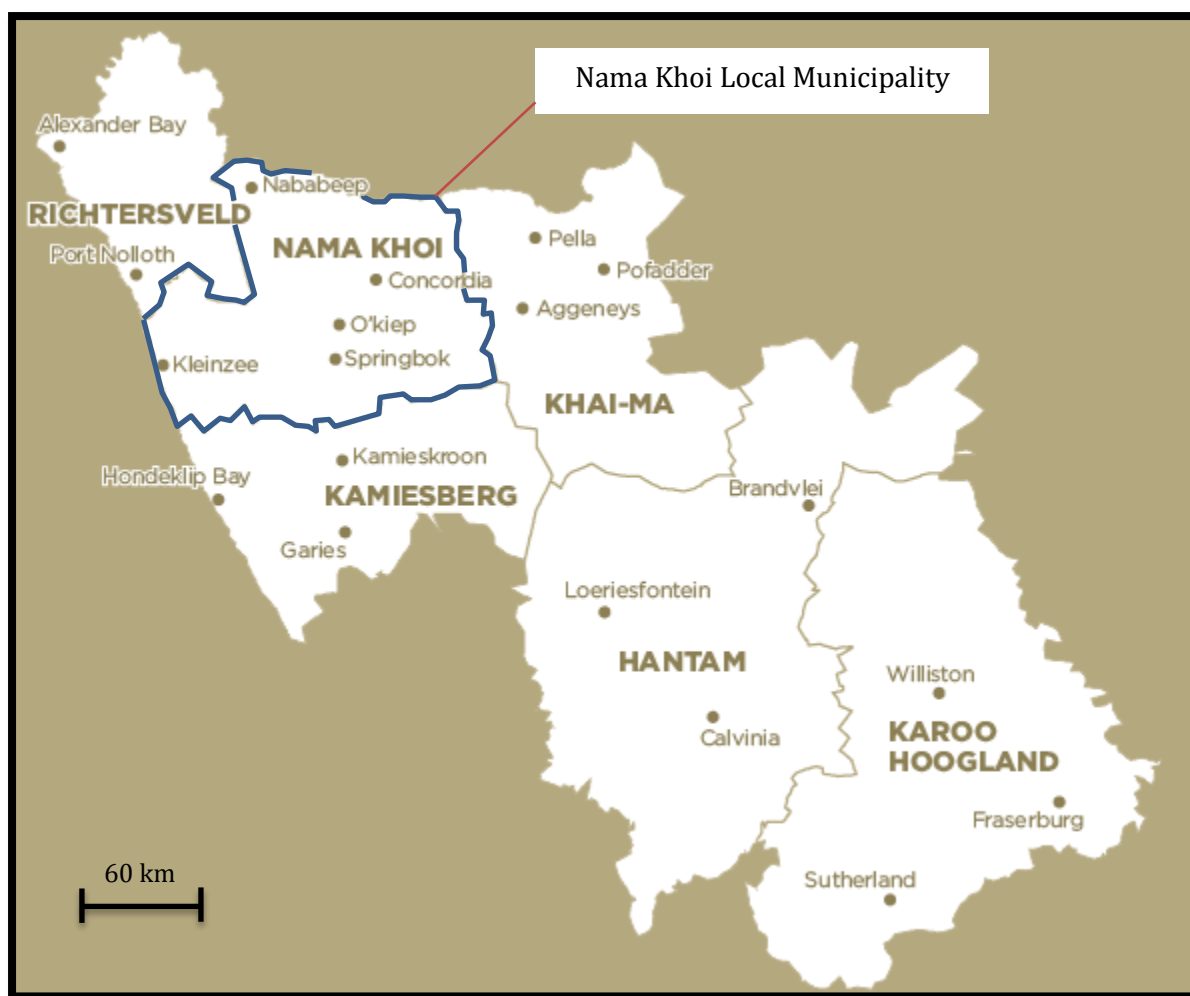 Nama Khoi Local Municipality
Alexander Bay
Nababeep
RICHTERSVELD
Port Nolloth
NAMA KHOI
Concordia
O'kiep
Kleinzee
Springbok
Pella
Pofadder
Aggeneys
KHAI-MA
Kamieskroon
Hondeklip Bay
KAMIESBERG
Garies
Brandvlei
Loeriesfontein
HANTAM
Calvinia
Williston
KAROO
HOOGLAND
Fraserburg
Sutherland
60 km